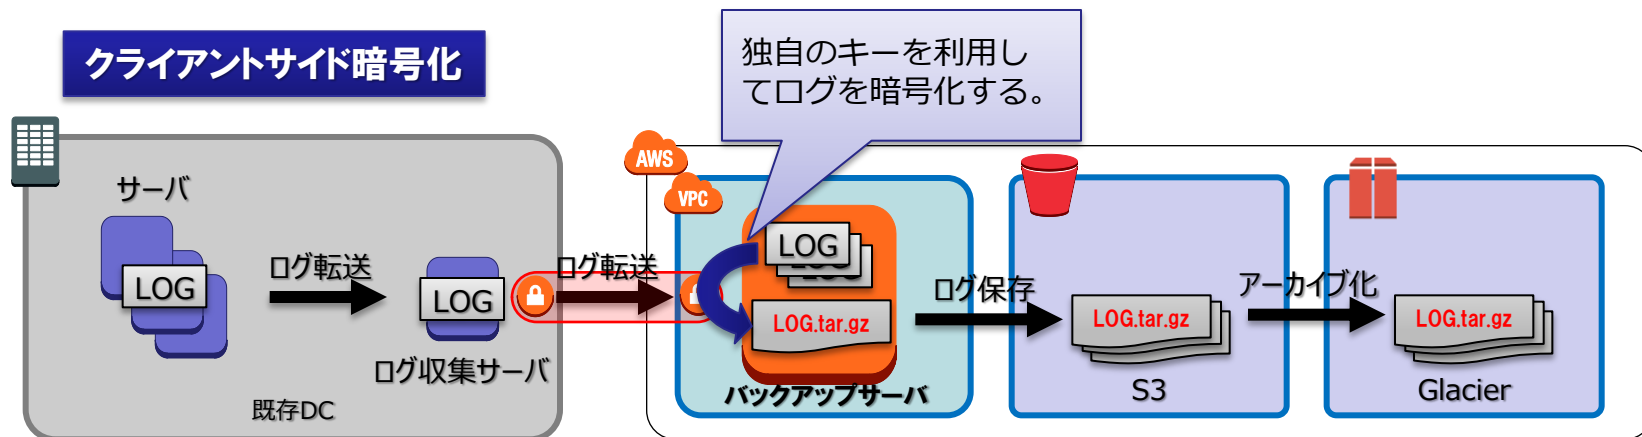 クライアントサイド暗号化
独自のキーを利用し
てログを暗号化する。
サーバ
LOG
ログ転送
LOG
ログ収集サーバ
既存DC
ログ転送
AWS
VPC
LOG
LOG
LOG
LOG.tar.gz
バックアップサーバ
ログ保存
LOG.tar.gz
S3
アーカイブ化
LOG.tar.gz
Glacier